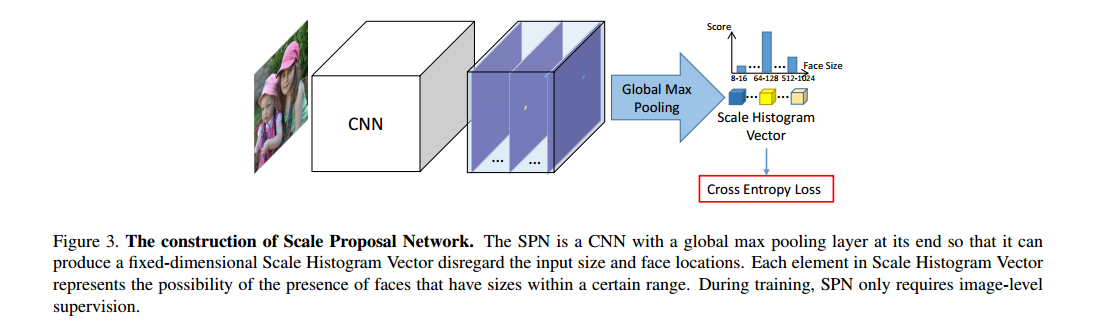 CNN
...
...
Global Max
Pooling
Score
... ...
Face Size
8-16 64-128 512-1024
... ...
Scale Histogram
Vector
Cross Entropy Loss
Figure 3. The construction of Scale Proposal Network. The SPN is a CNN with a global max pooling layer at its end so that it can
produce a fixed-dimensional Scale Histogram Vector disregard the input size and face locations. Each element in Scale Histogram Vector
represents the possibility of the presence of faces that have sizes within a certain range. During training, SPN only requires image-level
supervision.